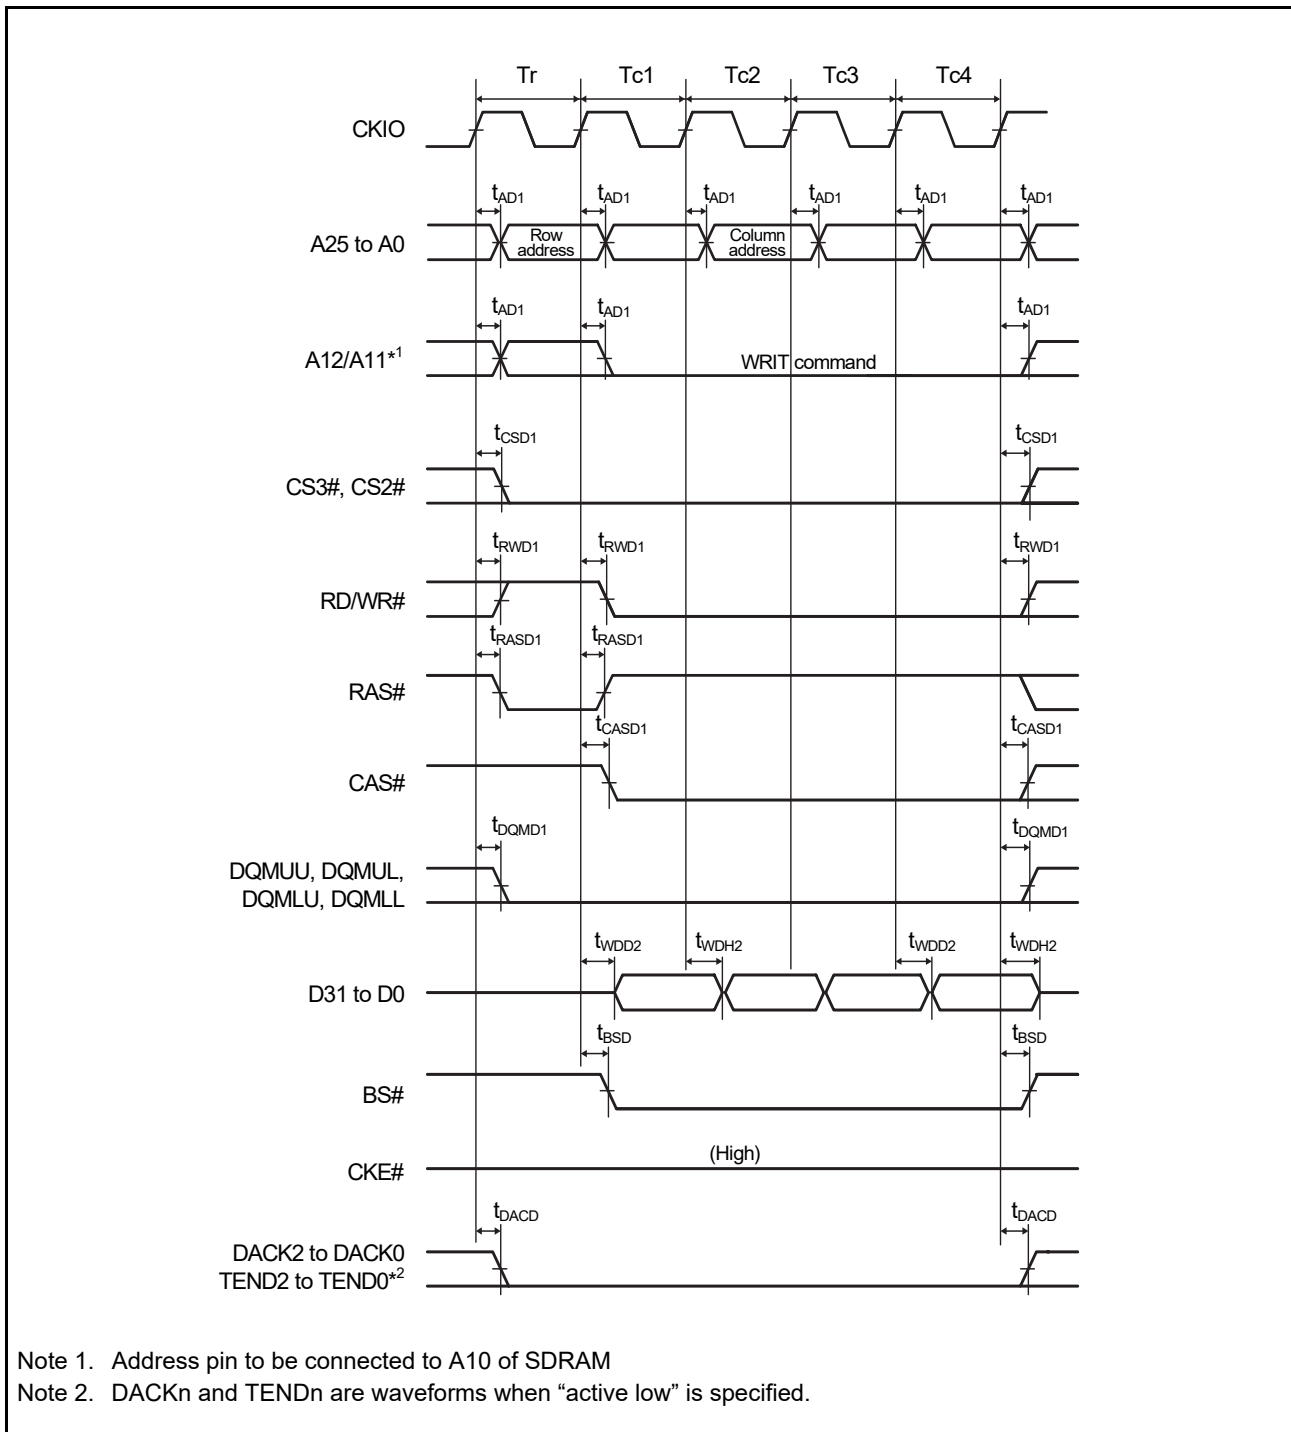 Tr Tc1 Tc2 Tc3 Tc4
CKIO
tAD1 tAD1 tAD1 tAD1 tAD1 tAD1
A25 to A0
Row
address
Column
address
tAD1 tAD1 tAD1
A12/A11*1
WRIT command
tCSD1 tCSD1
CS3#, CS2#
tRWD1 tRWD1 tRWD1
RD/WR#
tRASD1 tRASD1
RAS#
tCASD1 tCASD1
CAS#
tDQMD1 tDQMD1
DQMUU, DQMUL,
DQMLU, DQMLL
tWDD2 tWDH2 tWDD2 tWDH2
D31 to D0
tBSD tBSD
BS#
(High)
CKE#
tDACD tDACD
DACK2 to DACK0
TEND2 to TEND0*2
Note 1. Address pin to be connected to A10 of SDRAM
Note 2. DACKn and TENDn are waveforms when “active low” is specified.